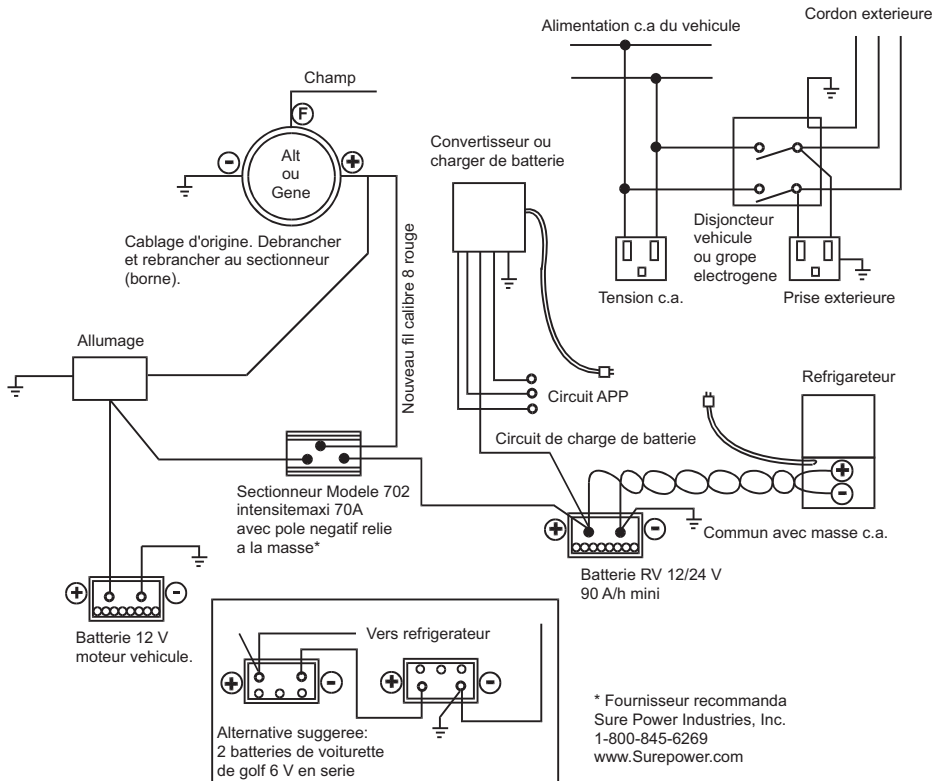 Cordon exterieure
Alimentation c.a du vehicule
Champ
F
Convertisseur ou
charger de batterie
- Alt +
ou
Gene
Cablage d'origine. Debrancher
et rebrancher au sectionneur
(borne).
Disjoncteur
vehicule
ou grope
electrogene
Tension c.a.
Prise exterieure
Nouveau fil calibre 8 rouge
Allumage
Refrigareteur
Circuit APP
Circuit de charge de batterie
+
-
Sectionneur Modele 702
intensitemaxi 70A
avec pole negatif relie
a la masse*
+ -
Commun avec masse c.a.
Batterie RV 12/24 V
90 A/h mini
+ -
Batterie 12 V
moteur vehicule.
Vers refrigerateur
+ - + -
Alternative suggeree:
2 batteries de voiturette
de golf 6 V en serie
* Fournisseur recommanda
Sure Power Industries, Inc.
1-800-845-6269
www.Surepower.com